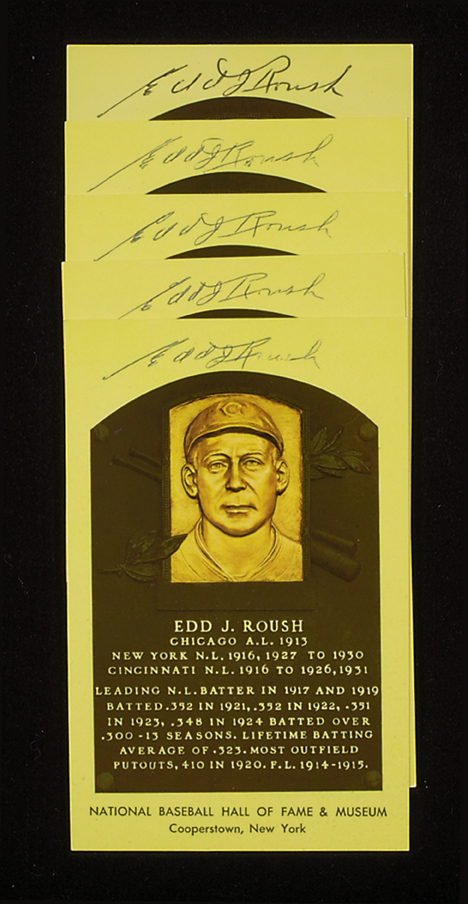 Edd J Roush
Edd J Roush
Edd J Roush
Edd J Roush
Edd J Roush
C
EDD J. ROUSH
CHICAGO A.L. 1913
NEW YORK N.L. 1916, 1927 TO 1930
CINCINNATI N.L. 1916 TO 1926, 1931
LEADING N.L. BATTER IN 1917 AND 1919
BATTED .352 IN 1921, .352 IN 1922, .351
IN 1923, .348 IN 1924 BATTED OVER
.300-13 SEASONS. LIFETIME BATTING
AVERAGE OF .323. MOST OUTFIELD
PUTOUTS, 410 IN 1920. F.L. 1914-1915.
NATIONAL BASEBALL HALL OF FAME & MUSEUM
Cooperstown, New York